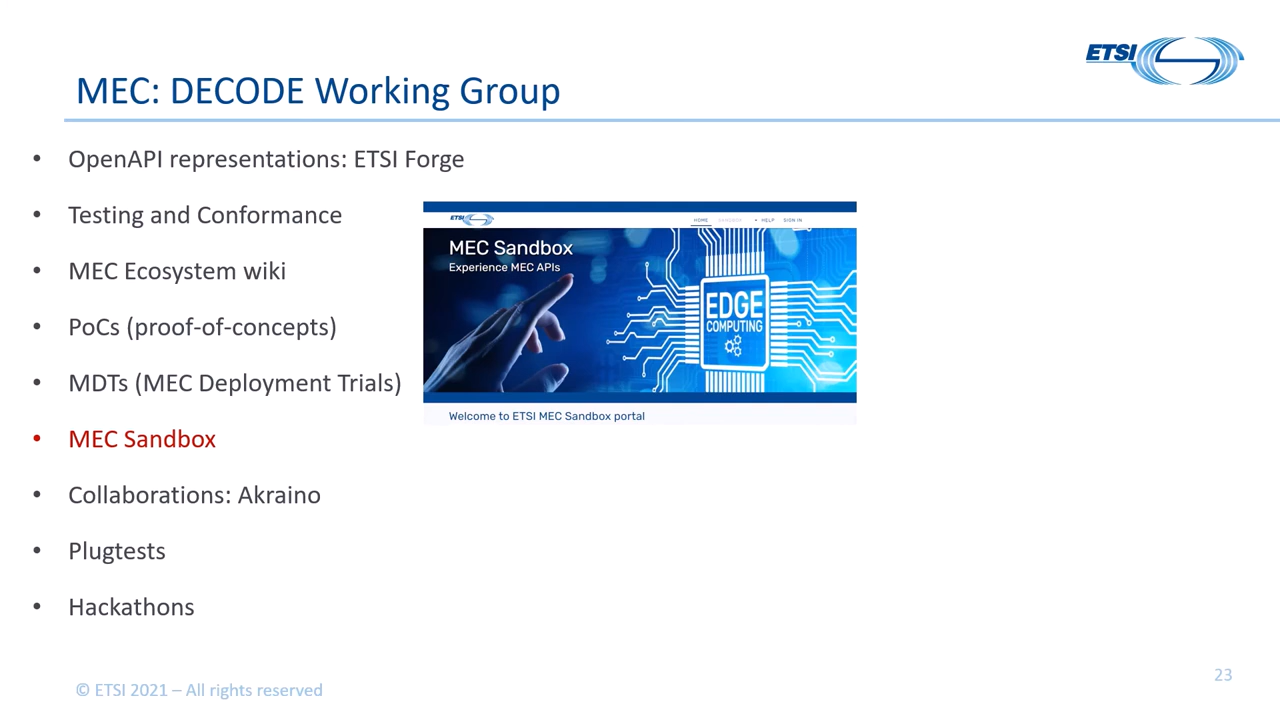 ETSI
MEC: DECODE Working Group
• OpenAPI representations: ETSI Forge
• Testing and Conformance
• MEC Ecosystem wiki
• PoCs (proof-of-concepts)
• MDTs (MEC Deployment Trials)
• MEC Sandbox
• Collaborations: Akraino
• Plugtests
• Hackathons
ETSI
HOME SANDBOX HELP SIGN IN
MEC Sandbox
Experience MEC APIs
EDGE
COMPUTING
Welcome to ETSI MEC Sandbox portal
© ETSI 2021 – All rights reserved
23